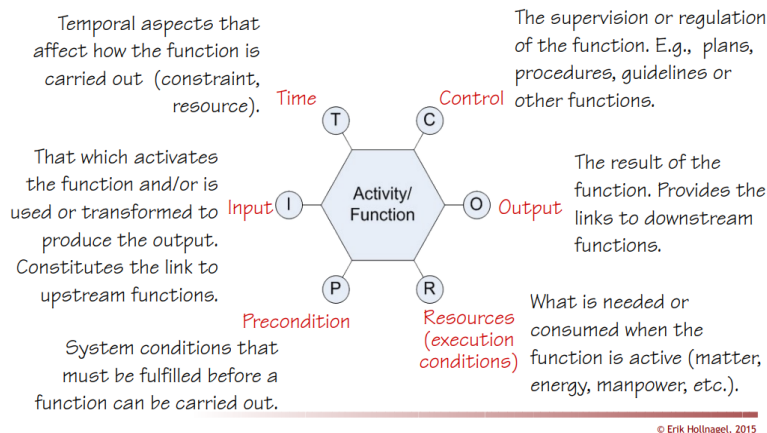 Temporal aspects that
affect how the function is
carried out (constraint,
resource).
Time
T
The supervision or regulation
of the function. E.g., plans,
procedures, guidelines or
other functions.
Control
C
That which activates
the function and/or is
used or transformed to
produce the output.
Constitutes the link to
upstream functions.
Input
I
Activity/
Function
O
Output
The result of the
function. Provides the
links to downstream
functions.
P
Precondition
System conditions that
must be fulfilled before a
function can be carried out.
R
Resources
(execution
conditions)
What is needed or
consumed when the
function is active (matter,
energy, manpower, etc.).
© Erik Hollnagel, 2015